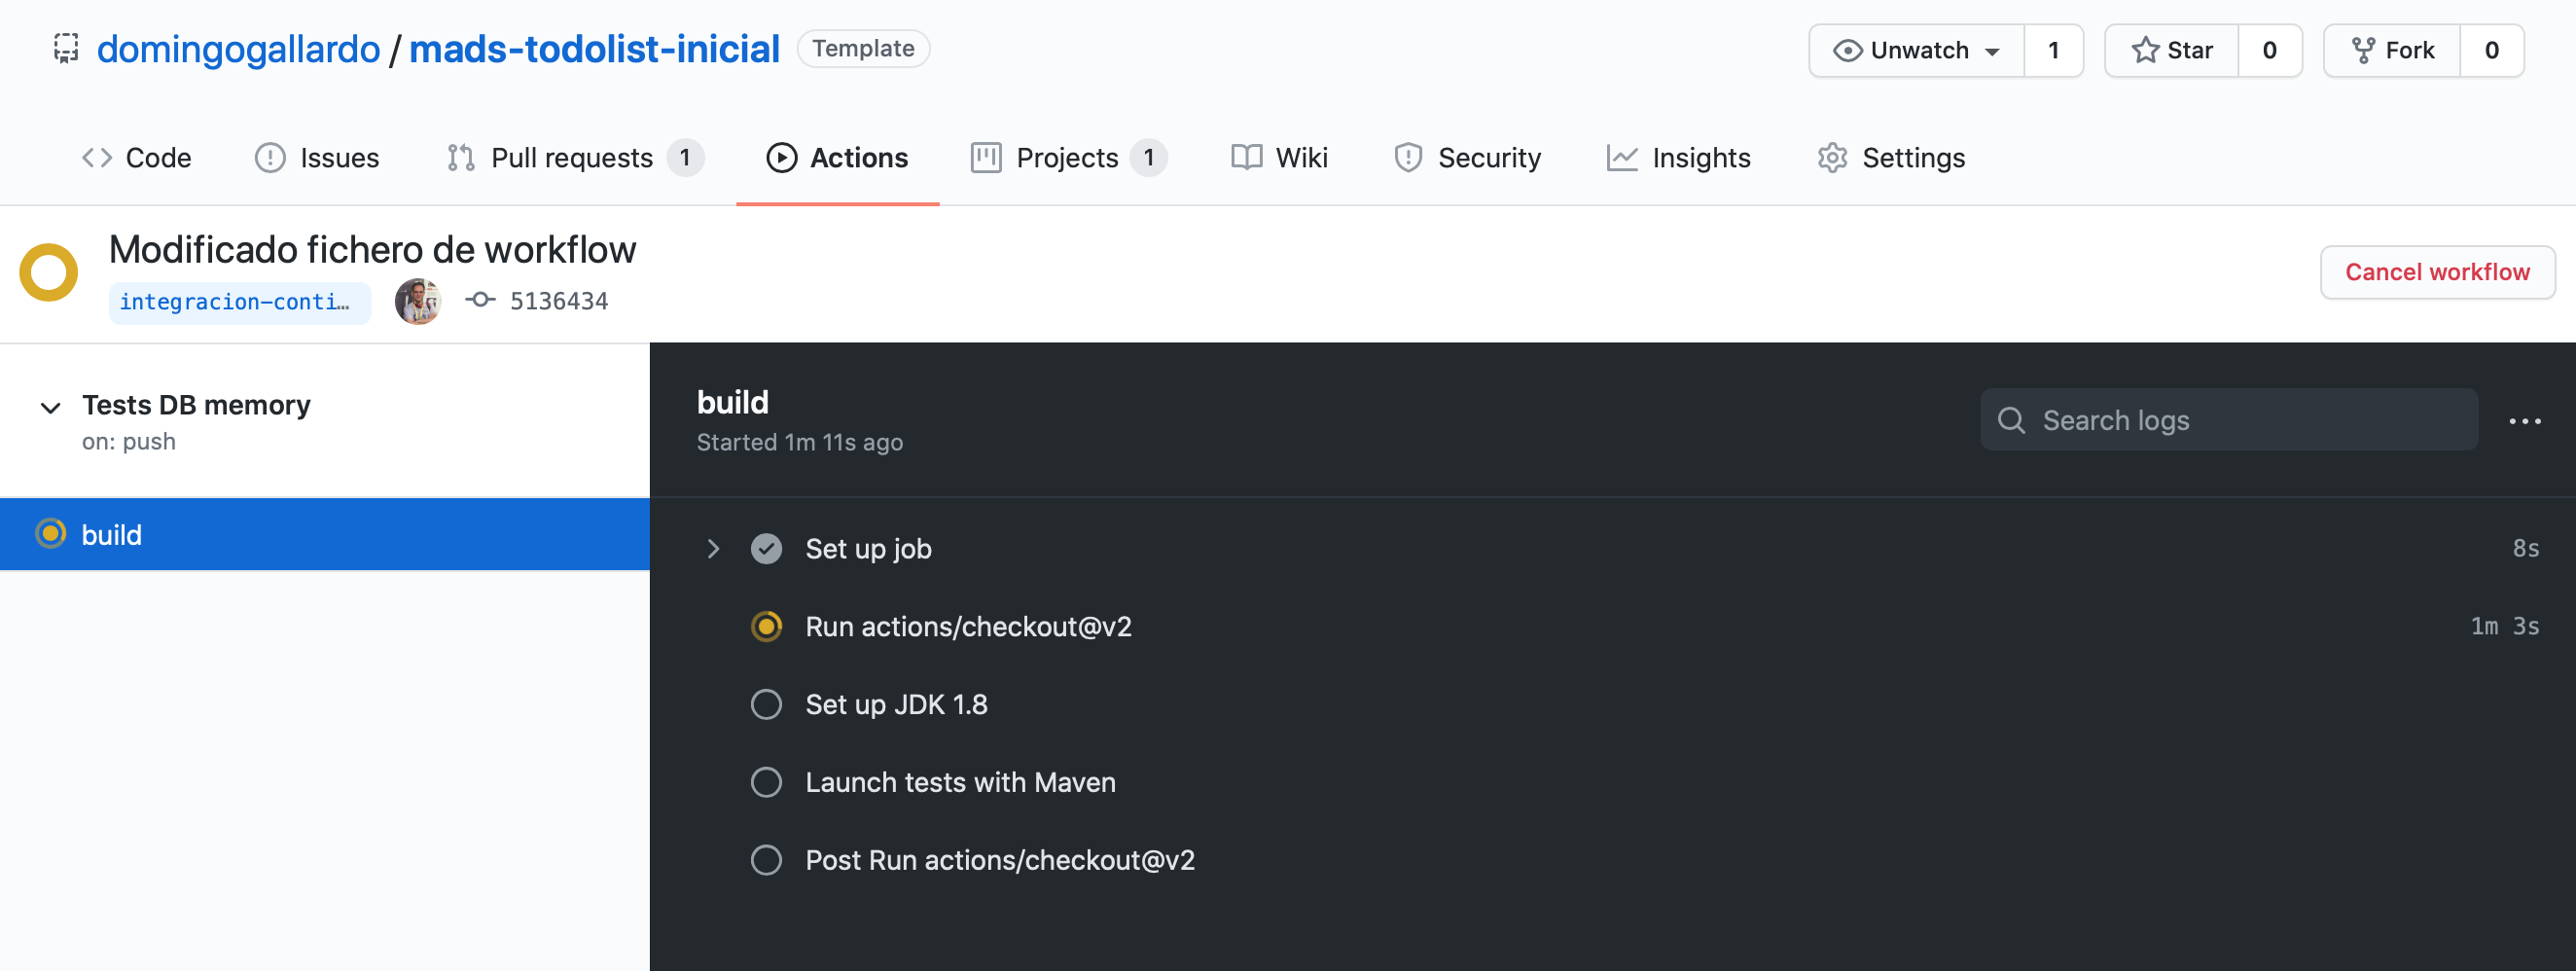 domingogallardo / mads-todolist-inicial Template Unwatch 1 Star 0 Fork 0
Code Issues Pull requests 1 Actions Projects 1 Wiki Security Insights Settings
Modificado fichero de workflow
integracion-conti… 5136434
Cancel workflow
Tests DB memory
on: push
build
build
Started 1m 11s ago
Search logs
Set up job 8s
Run actions/checkout@v2 1m 3s
Set up JDK 1.8
Launch tests with Maven
Post Run actions/checkout@v2